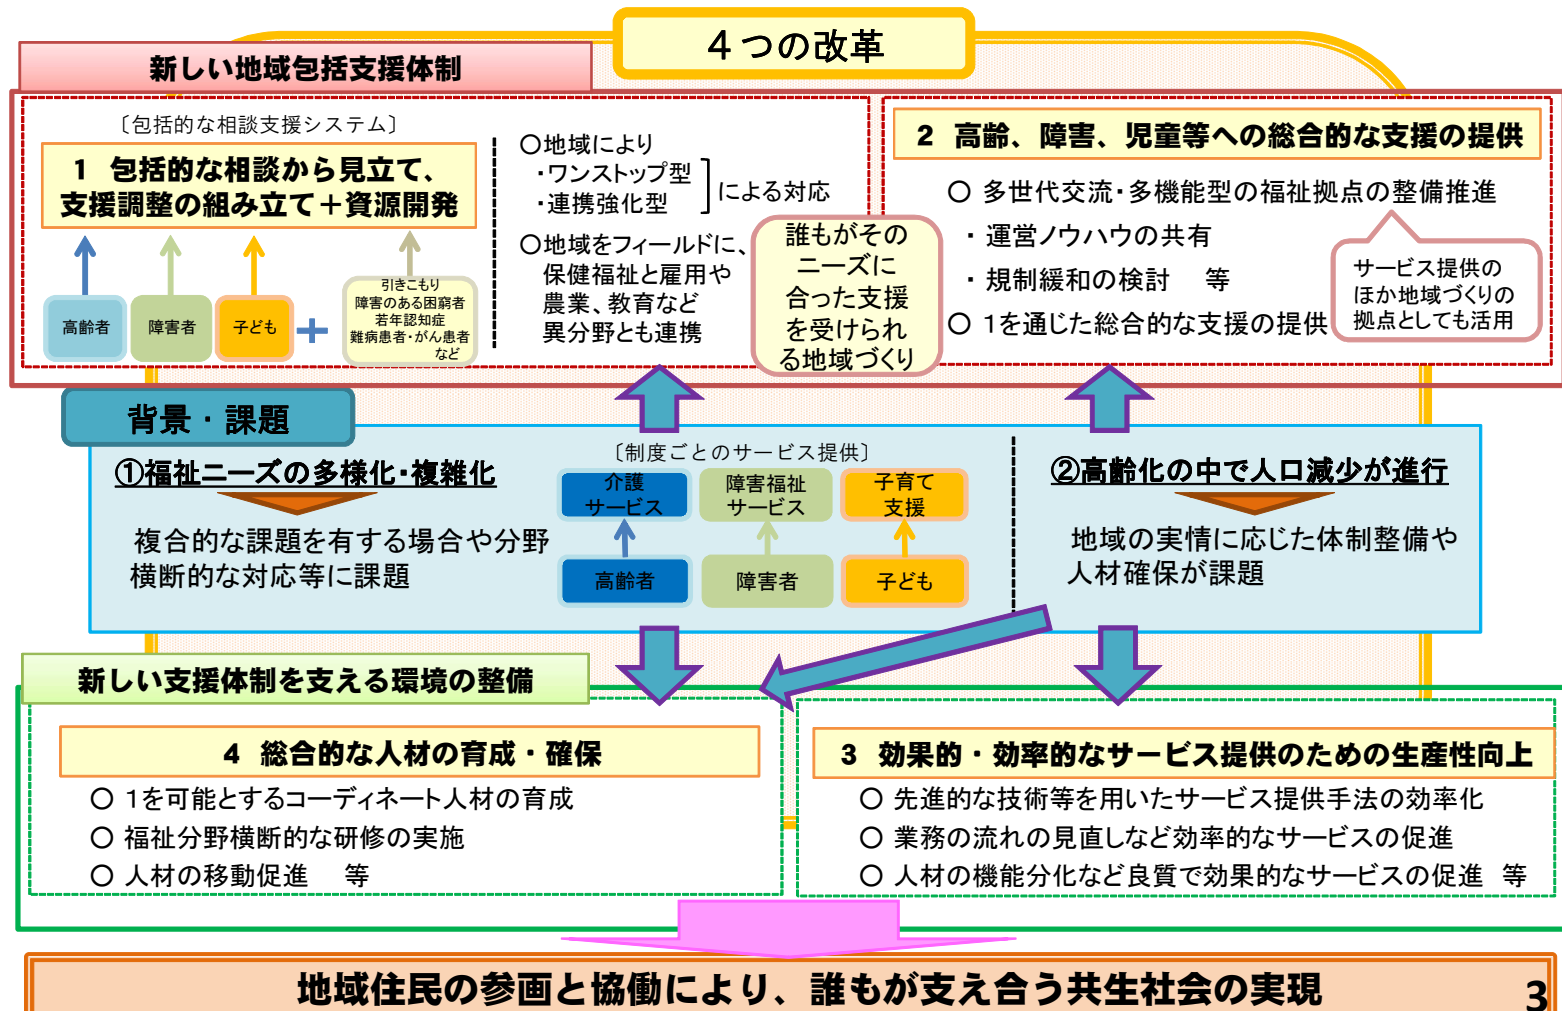 4つの改革
新しい地域包括支援体制
〔包括的な相談支援システム〕
1 包括的な相談から見立て、
支援調整の組み立て+資源開発
高齢者
障害者
子ども
+
引きこもり
障害のある困窮者
若年認知症
難病患者・がん患者
など
○地域により
・ワンストップ型
・連携強化型
による対応
○地域をフィールドに、
保健福祉と雇用や
農業、教育など
異分野とも連携
誰もがその
ニーズに
合った支援
を受けられ
る地域づくり
2 高齢、障害、児童等への総合的な支援の提供
○ 多世代交流・多機能型の福祉拠点の整備推進
・ 運営ノウハウの共有
・ 規制緩和の検討 等
○ 1を通じた総合的な支援の提供
サービス提供の
ほか地域づくりの
拠点としても活用
背景・課題
①福祉ニーズの多様化・複雑化
複合的な課題を有する場合や分野
横断的な対応等に課題
〔制度ごとのサービス提供〕
介護
サービス
障害福祉
サービス
子育て
支援
高齢者
障害者
子ども
②高齢化の中で人口減少が進行
地域の実情に応じた体制整備や
人材確保が課題
新しい支援体制を支える環境の整備
4 総合的な人材の育成・確保
○ 1を可能とするコーディネート人材の育成
○ 福祉分野横断的な研修の実施
○ 人材の移動促進 等
3 効果的・効率的なサービス提供のための生産性向上
○ 先進的な技術等を用いたサービス提供手法の効率化
○ 業務の流れの見直しなど効率的なサービスの促進
○ 人材の機能分化など良質で効果的なサービスの促進 等
地域住民の参画と協働により、誰もが支え合う共生社会の実現
3